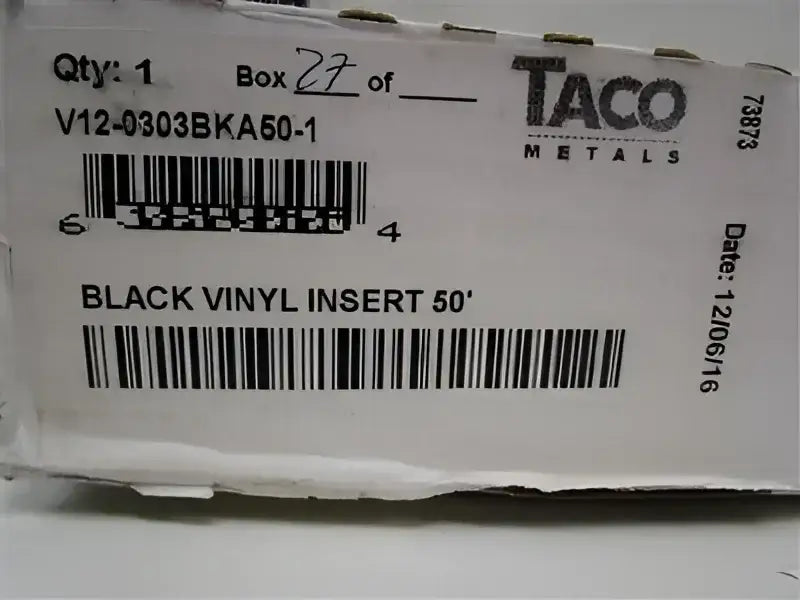 Qty: 1 Box 27 of
TACO
METALS
V12-0303BKA50-1
6 4
BLACK VINYL INSERT 50'
73873
Date: 12/06/16